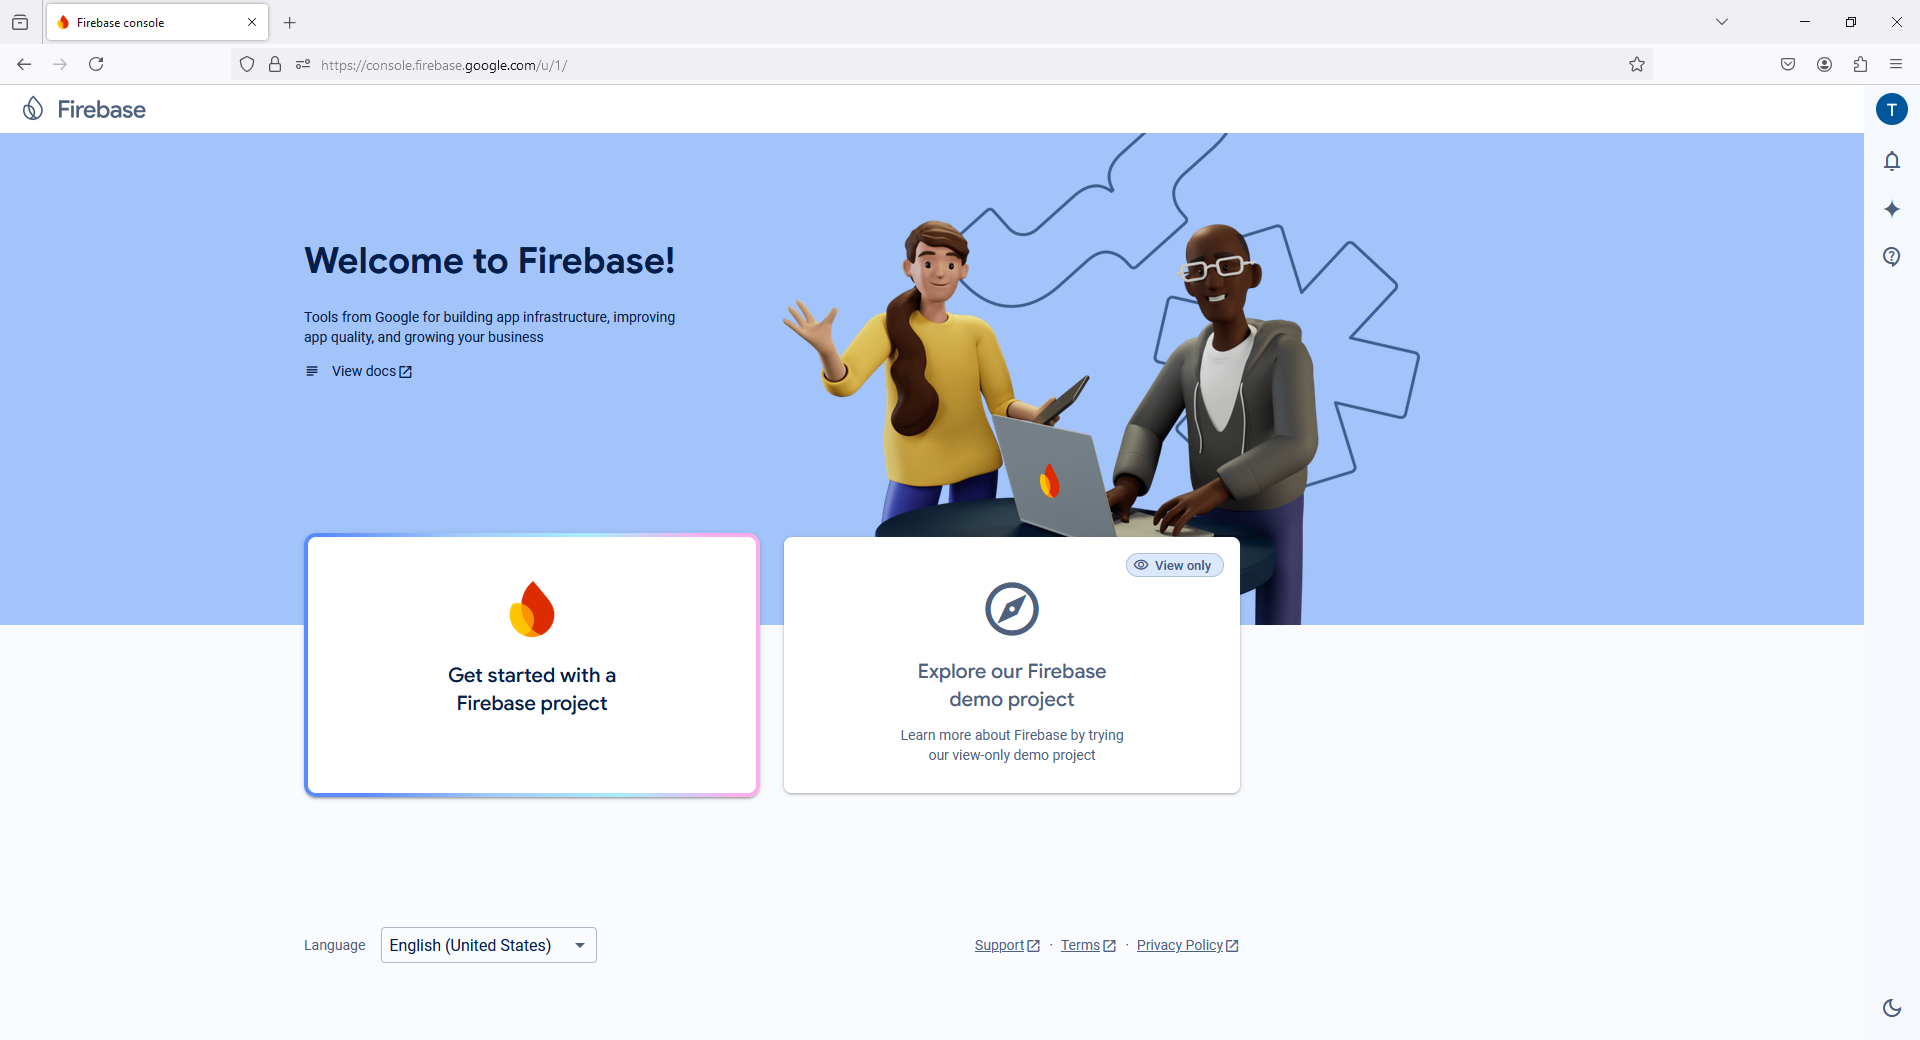 Firebase console
https://console.firebase.google.com/u/1/
Firebase
T
Welcome to Firebase!
Tools from Google for building app infrastructure, improving
app quality, and growing your business
View docs
View only
Get started with a
Firebase project
Explore our Firebase
demo project
Learn more about Firebase by trying
our view-only demo project
Language English (United States)
Support · Terms · Privacy Policy